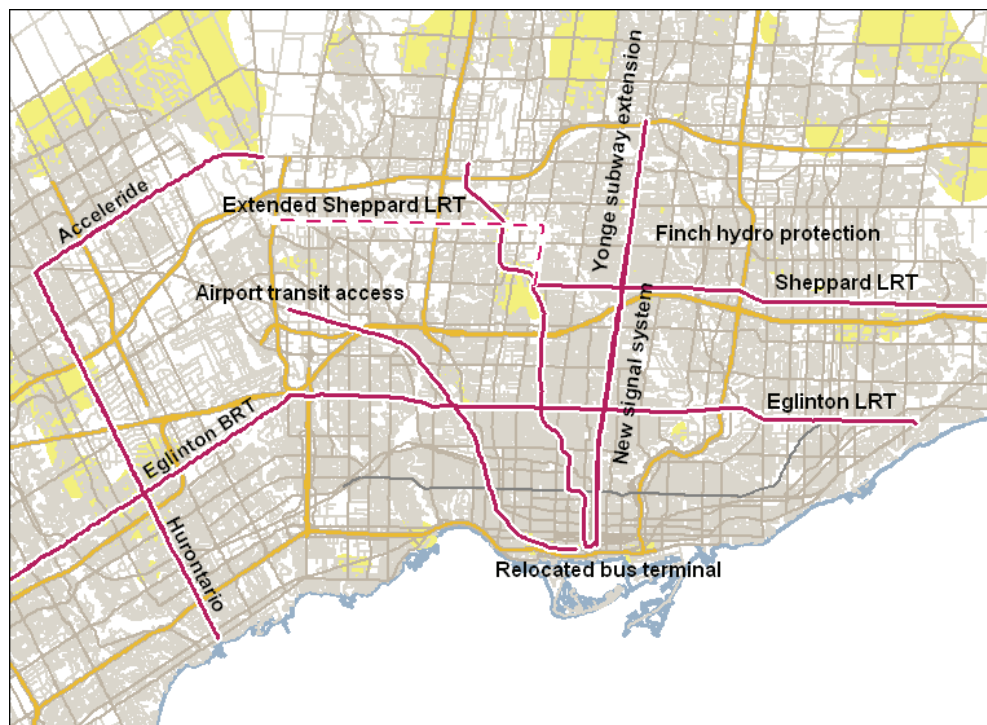 Yonge subway extension
Acceleride
Extended Sheppard LRT
Finch hydro protection
Sheppard LRT
Airport transit access
New signal system
Eglinton LRT
Eglinton BRT
Hurontario
Relocated bus terminal